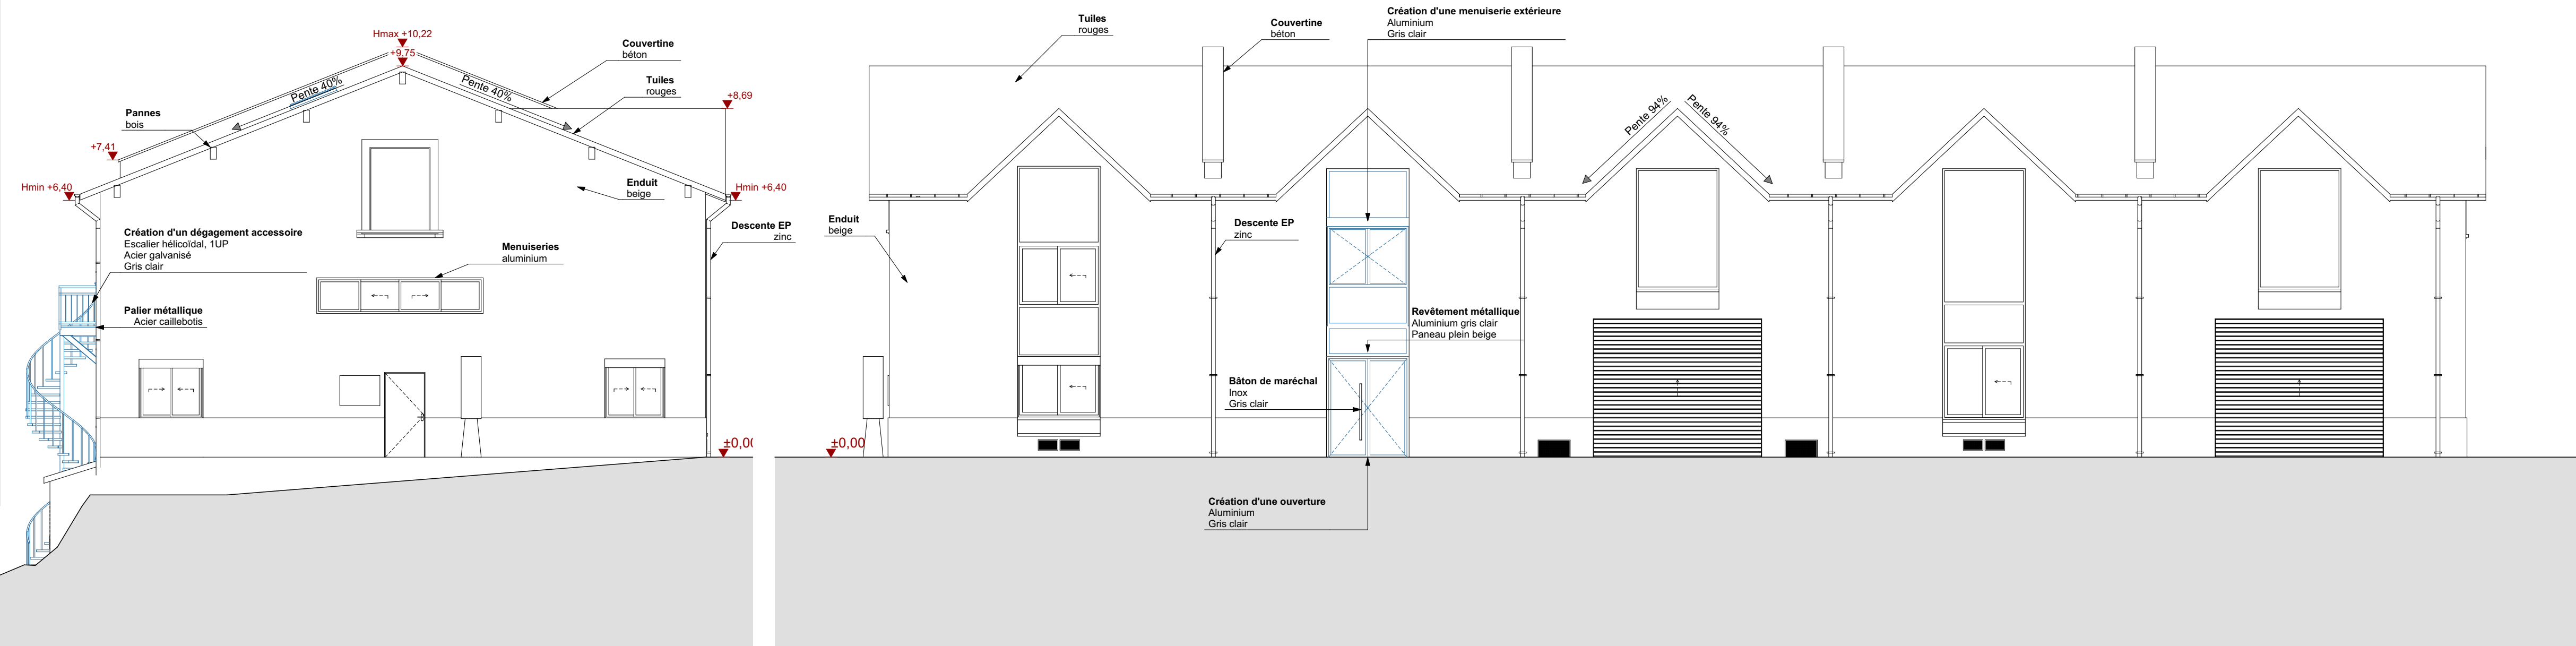 Hmax +10,22
+9,75
Couvertine
béton
Pente 40%
Pente 40%
Tuiles
rouges
+8,69
Pannes
bois
+7,41
Hmin +6,40
Enduit
beige
Hmin +6,40
Création d'un dégagement accessoire
Escalier hélicoïdal, 1UP
Acier galvanisé
Gris clair
Descente EP
zinc
Menuiseries
aluminium
Palier métallique
Acier caillebotis
±0,00
Tuiles
rouges
Couvertine
béton
Création d'une menuiserie extérieure
Aluminium
Gris clair
Pente 94%
Pente 94%
Enduit
beige
Descente EP
zinc
Revêtement métallique
Aluminium gris clair
Paneau plein beige
Bâton de maréchal
Inox
Gris clair
±0,00
Création d'une ouverture
Aluminium
Gris clair